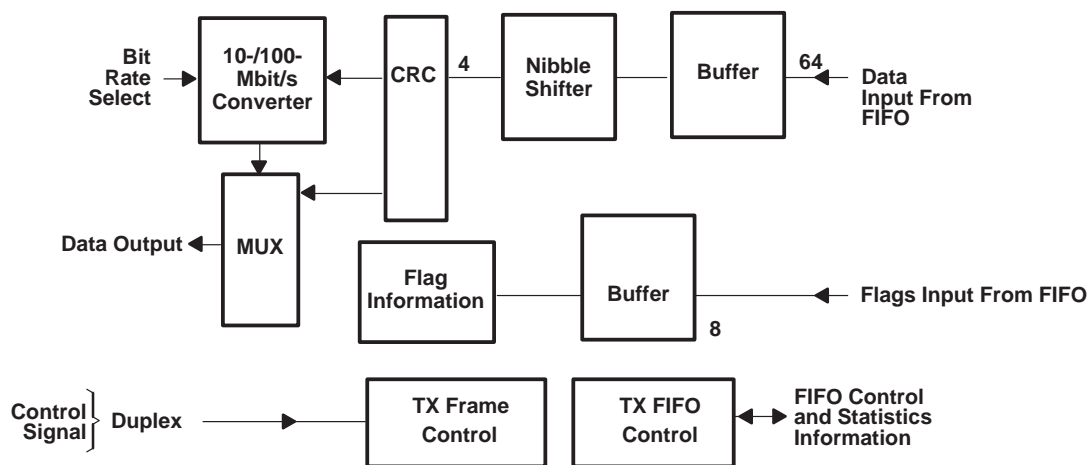 Bit
Rate
Select
10-/100-
Mbit/s
Converter
CRC
4
Nibble
Shifter
Buffer
64
Data
Input From
FIFO
Data Output
MUX
Flag
Information
Buffer
8
Flags Input From FIFO
Control
Signal
Duplex
TX Frame
Control
TX FIFO
Control
FIFO Control
and Statistics
Information